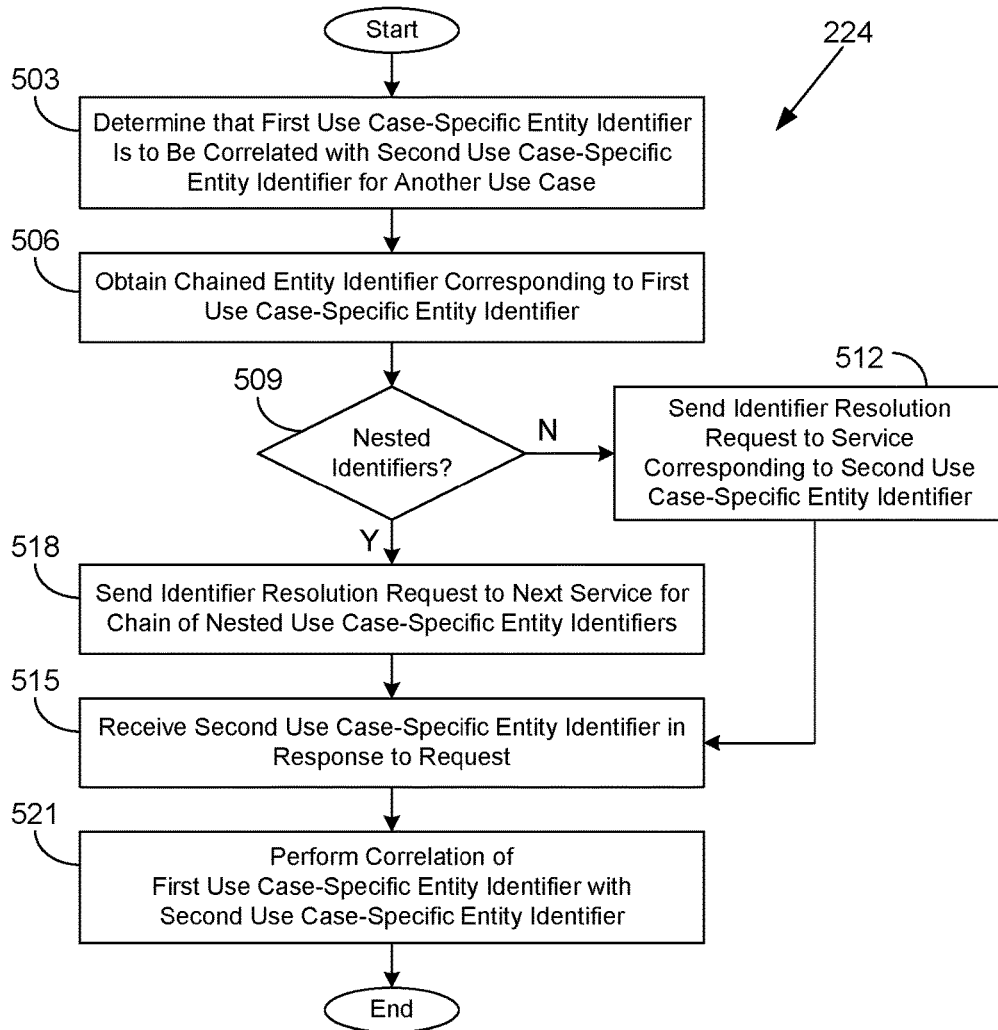 Start
224
503
Determine that First Use Case-Specific Entity Identifier
Is to Be Correlated with Second Use Case-Specific
Entity Identifier for Another Use Case
506
Obtain Chained Entity Identifier Corresponding to First
Use Case-Specific Entity Identifier
509
Nested
Identifiers?
N
512
Send Identifier Resolution
Request to Service
Corresponding to Second Use
Case-Specific Entity Identifier
Y
518
Send Identifier Resolution Request to Next Service for
Chain of Nested Use Case-Specific Entity Identifiers
515
Receive Second Use Case-Specific Entity Identifier in
Response to Request
521
Perform Correlation of
First Use Case-Specific Entity Identifier with
Second Use Case-Specific Entity Identifier
End